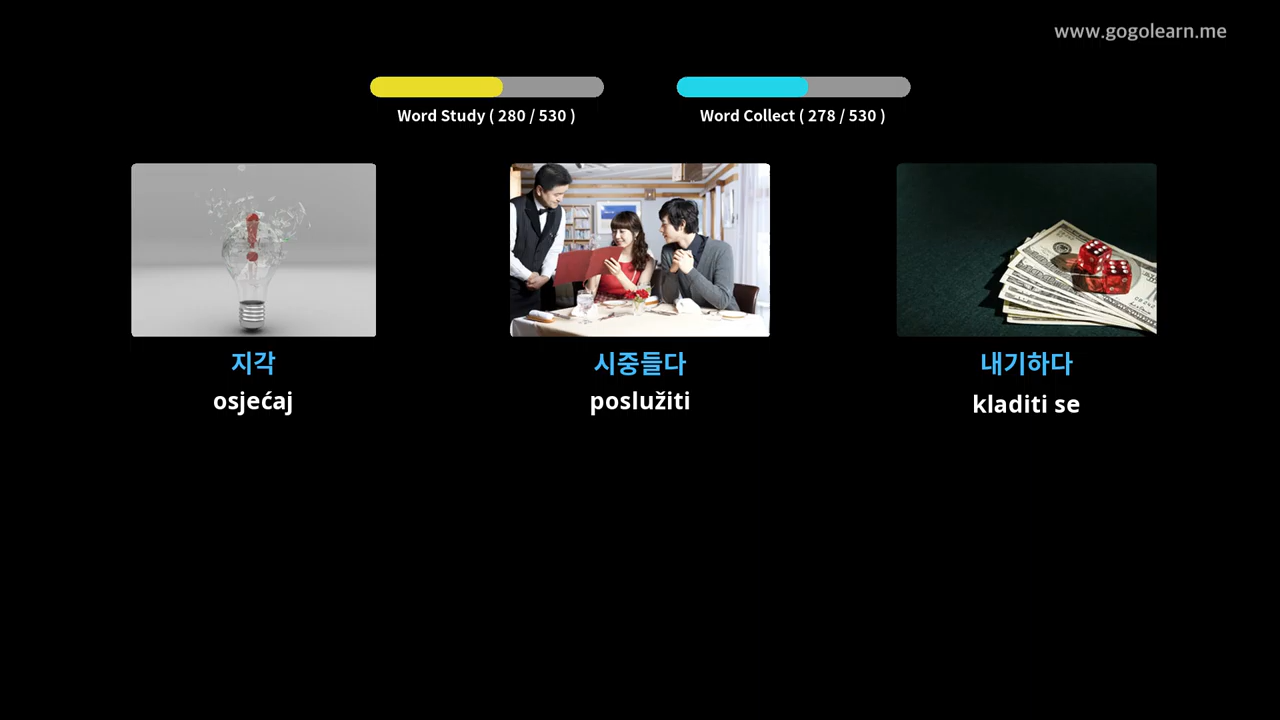 www.gogolearn.me
Word Study ( 280 / 530 )
Word Collect ( 278 / 530 )
지각
osjećaj
시중들다
poslužiti
내기하다
kladiti se